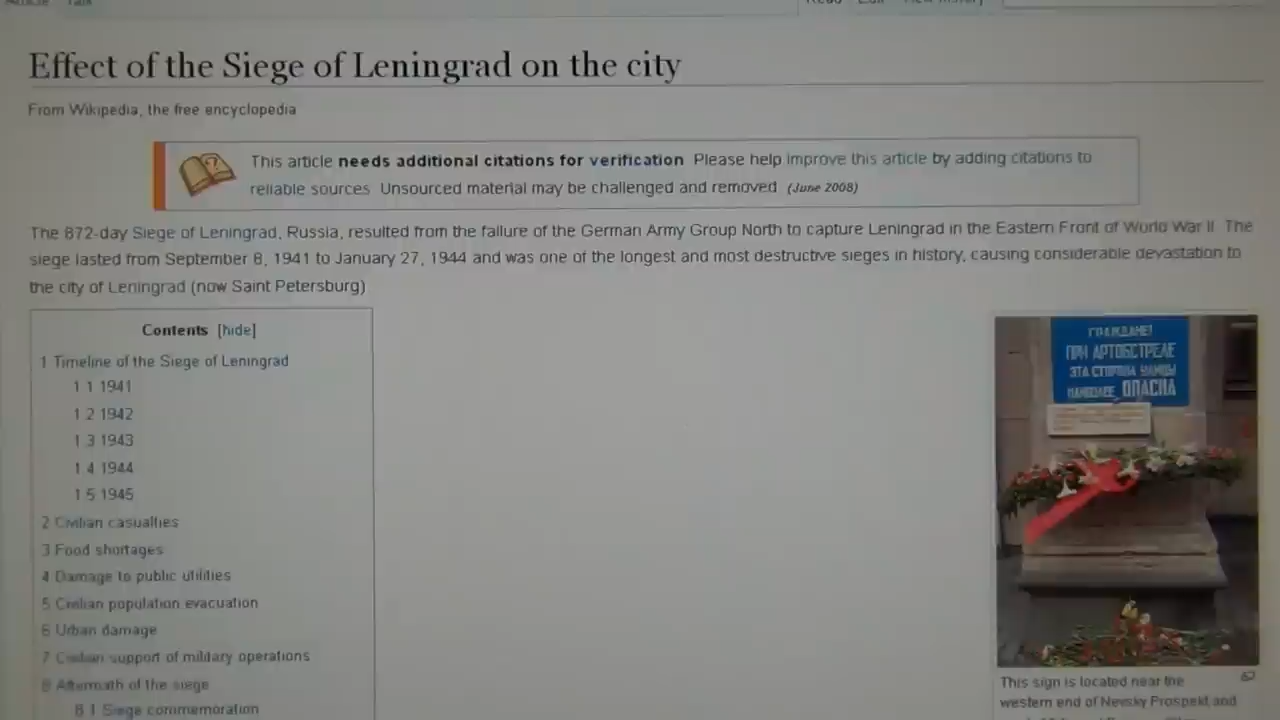 Effect of the Siege of Leningrad on the city
From Wikipedia, the free encyclopedia
This article needs additional citations for verification Please help improve this article by adding citations to
reliable sources Unsourced material may be challenged and removed (June 2008)
The 872-day Siege of Leningrad, Russia, resulted from the failure of the German Army Group North to capture Leningrad in the Eastern Front of World War II The
siege lasted from September 8, 1941 to January 27, 1944 and was one of the longest and most destructive sieges in history, causing considerable devastation to
the city of Leningrad (now Saint Petersburg)
Contents [hide]
1 Timeline of the Siege of Leningrad
1 1 1941
1 2 1942
1 3 1943
1 4 1944
1 5 1945
2 Civilian casualties
3 Food shortages
4 Damage to public utilities
5 Civilian population evacuation
6 Urban damage
7 Civilian support of military operations
8 Aftermath of the siege
8 1 Siege commemoration
ГРАЖДАНЕ!
ПРИ АРТОБСТРЕЛЕ
ЭТА СТОРОНА УЛИЦЫ
НАИБОЛЕЕ ОПАСНА
This sign is located near the
western end of Nevsky Prospekt and